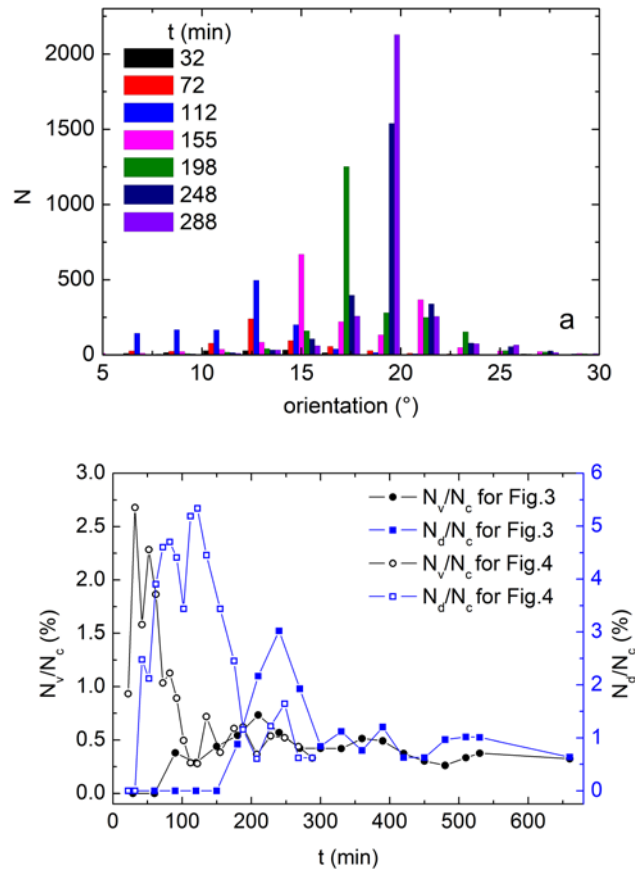 t (min)
32
72
112
155
198
248
288
2000
1500
1000
500
0
N
a
5 10 15 20 25 30
orientation (°)
3.0
2.5
2.0
1.5
1.0
0.5
0.0
N_v/N_c (%)
N_v/N_c for Fig.3
N_d/N_c for Fig.3
N_v/N_c for Fig.4
N_d/N_c for Fig.4
6
5
4
3
2
1
0
N_d/N_c (%)
0 100 200 300 400 500 600
t (min)